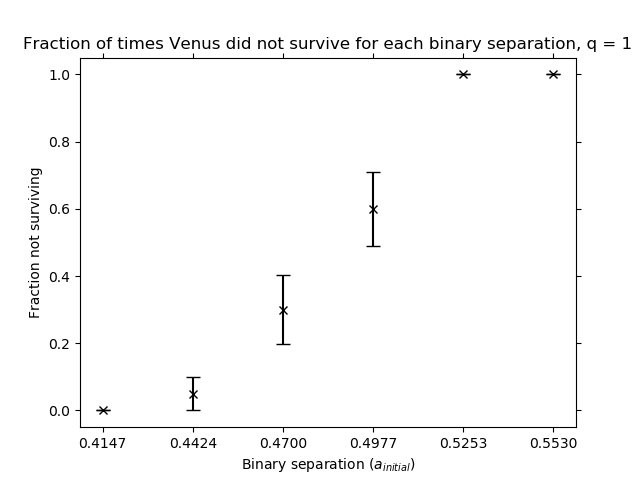 Fraction of times Venus did not survive for each binary separation, q = 1
1.0
0.8
0.6
0.4
0.2
0.0
Fraction not surviving
0.4147 0.4424 0.4700 0.4977 0.5253 0.5530
Binary separation (a_{initial})